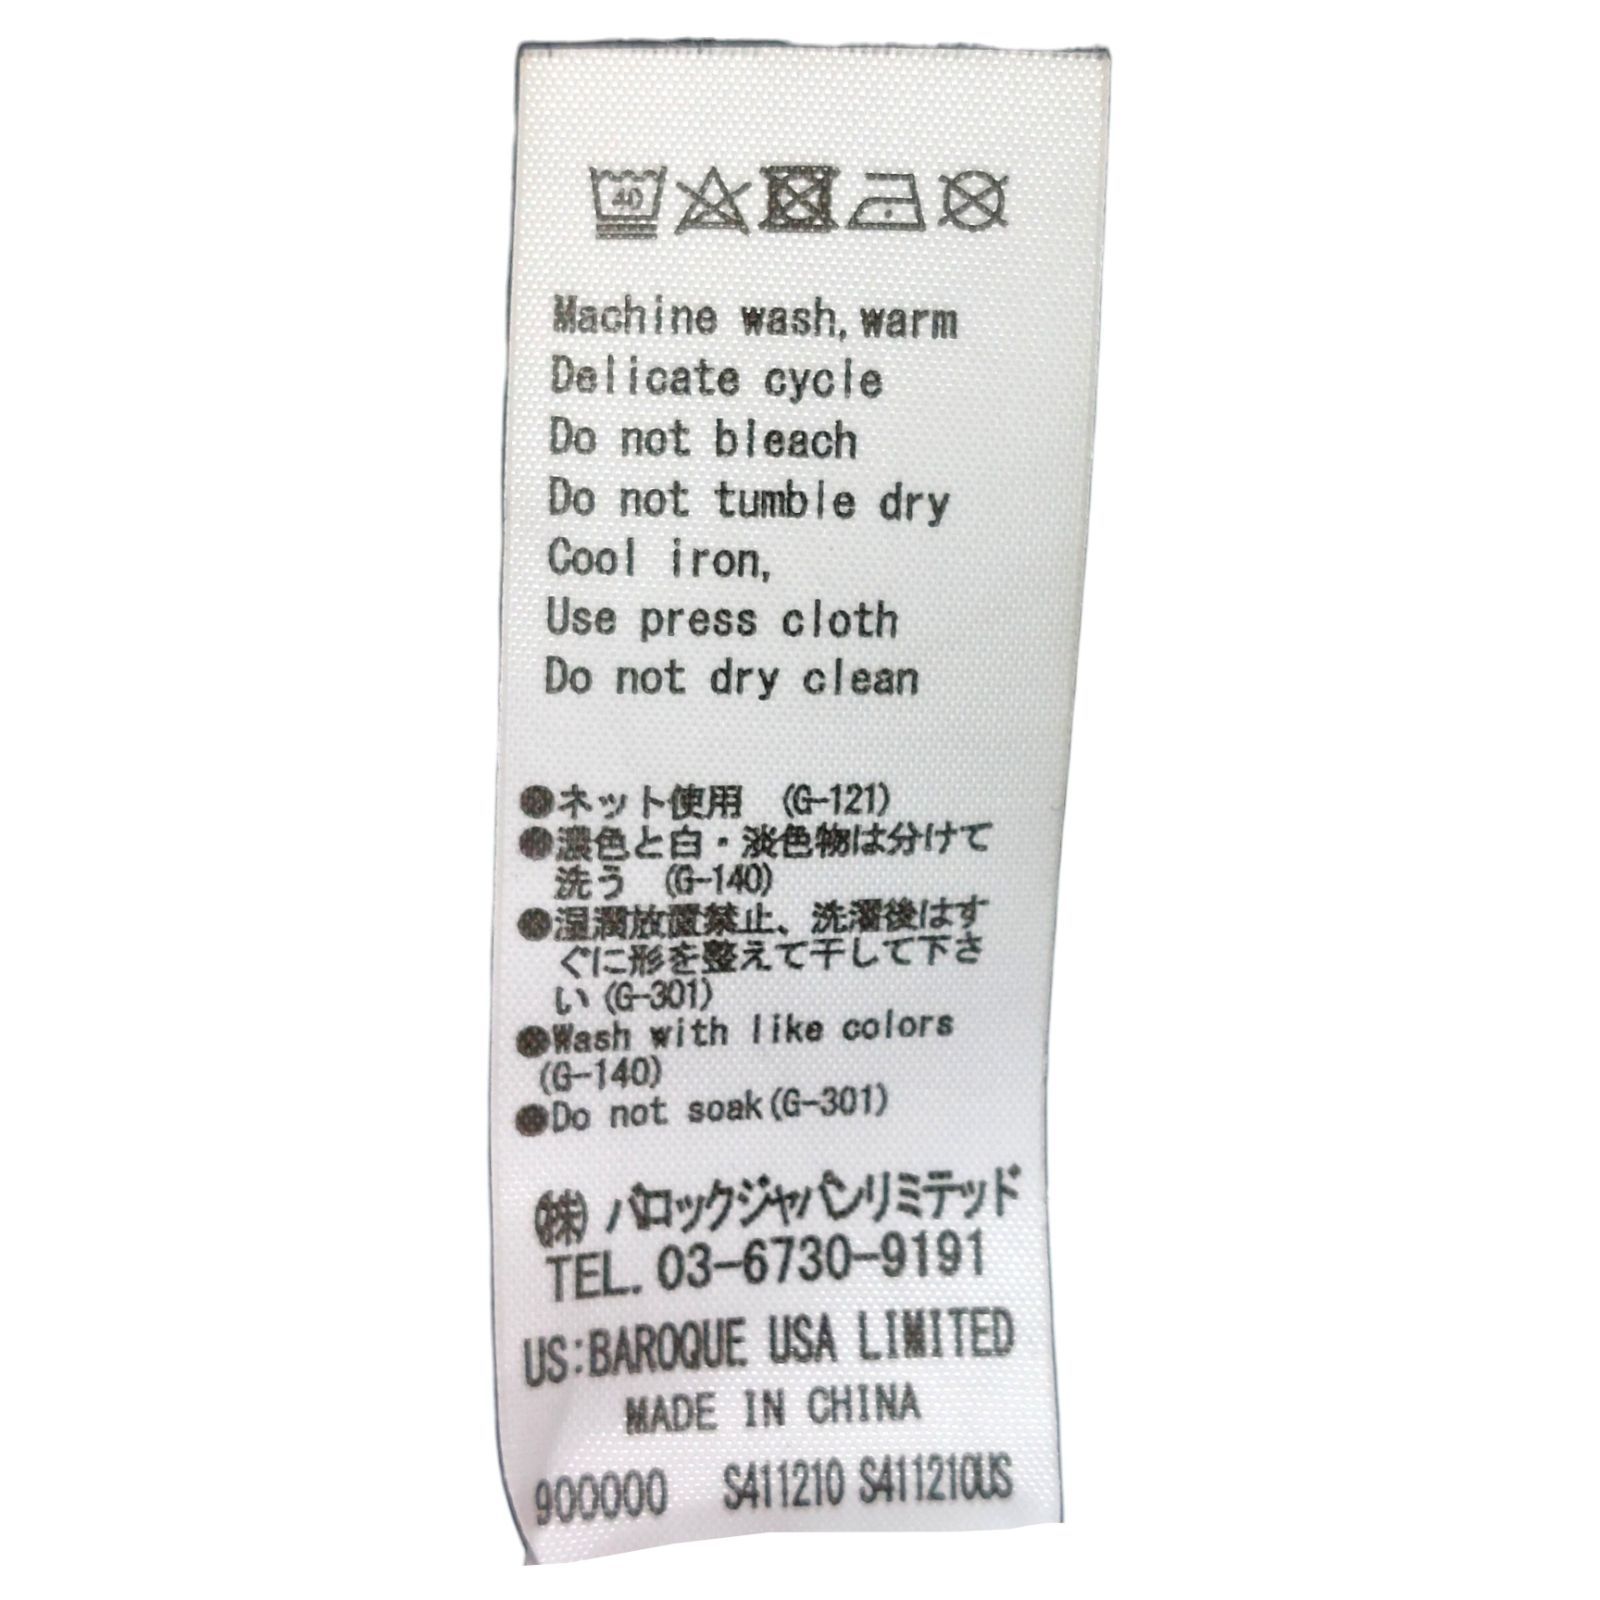 40
Machine wash, warm
Delicate cycle
Do not bleach
Do not tumble dry
Cool iron,
Use press cloth
Do not dry clean
●ネット使用 (G-121)
●濃色と白・淡色物は分けて
洗う (G-140)
●湿潤放置禁止、洗濯後はす
ぐに形を整えて干して下さ
い(G-301)
●Wash with like colors
(G-140)
●Do not soak(G-301)
㈱ バロックジャパンリミテッド
TEL. 03-6730-9191
US:BAROQUE USA LIMITED
MADE IN CHINA
900000 S411210 S411210US